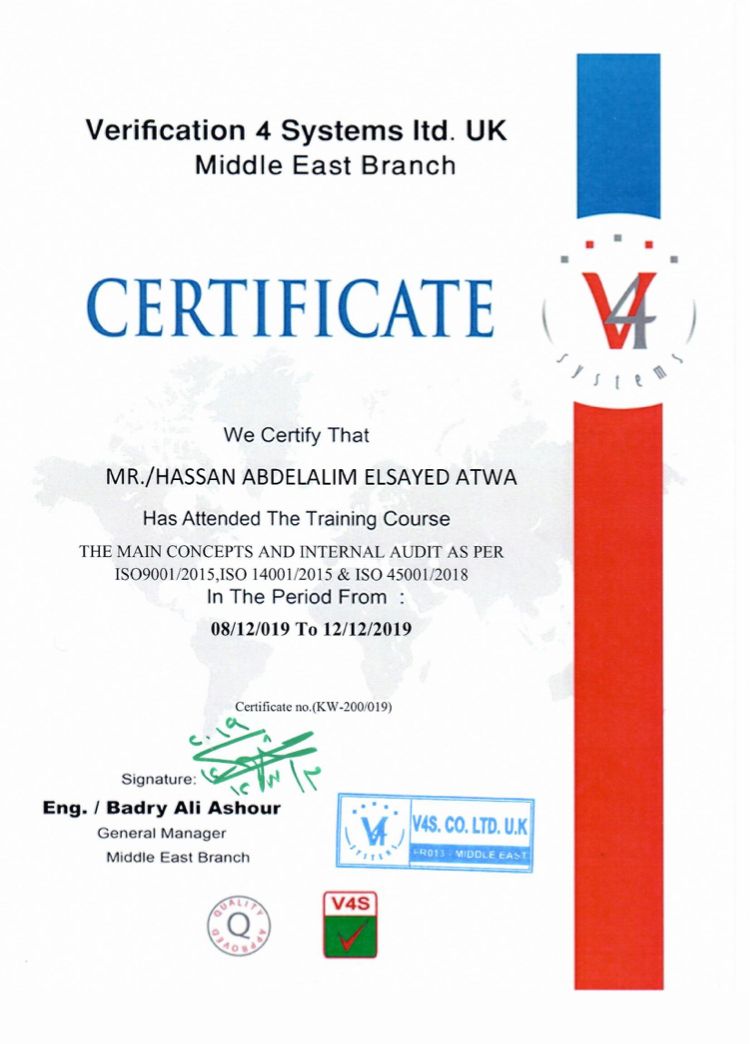 Verification 4 Systems ltd. UK
Middle East Branch
V4
systems
CERTIFICATE
We Certify That
MR./HASSAN ABDELALIM ELSAYED ATWA
Has Attended The Training Course
THE MAIN CONCEPTS AND INTERNAL AUDIT AS PER
ISO9001/2015,ISO 14001/2015 & ISO 45001/2018
In The Period From :
08/12/019 To 12/12/2019
Certificate no.(KW-200/019)
Signature:
Eng. / Badry Ali Ashour
General Manager
Middle East Branch
V4
SYSTEMS
V4S. CO. LTD. U.K
PR013 - MIDDLE EAST
QUALITY
Q
APPROVED
V4S